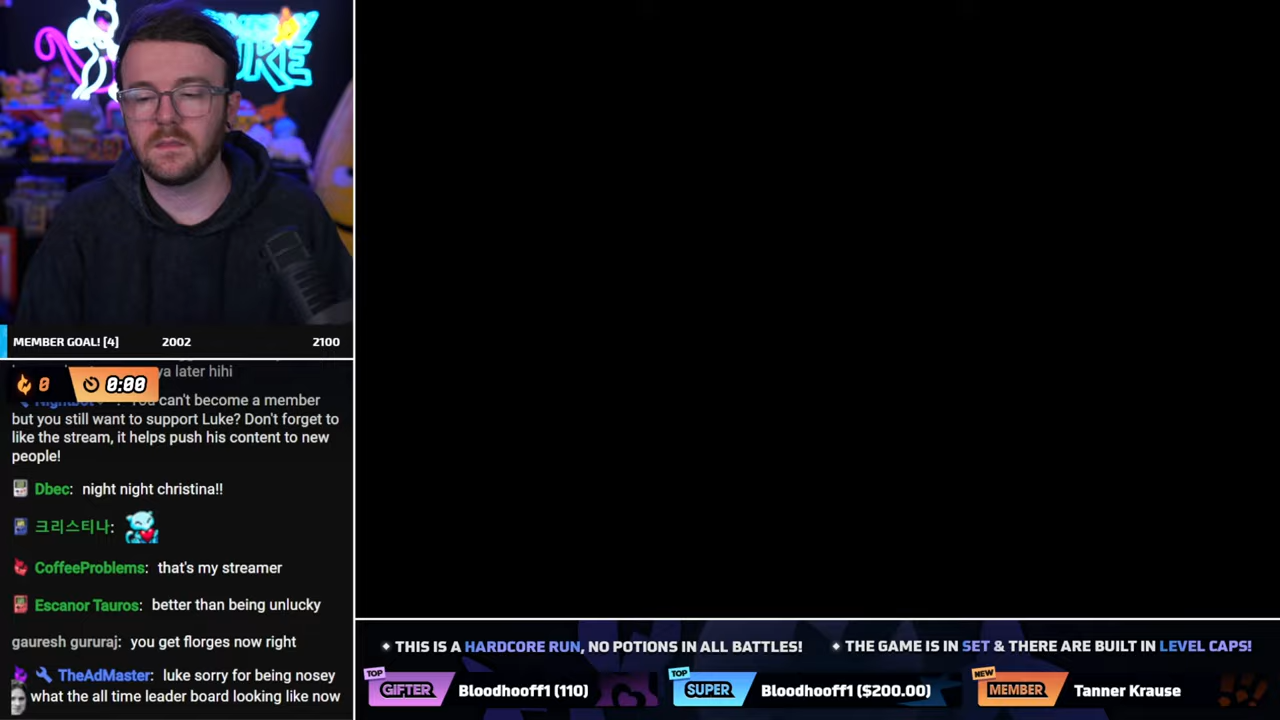 UKE
MEMBER GOAL! [4] 2002 2100
ya later hihi
0 0:00
can't become a member
but you still want to support Luke? Don't forget to
like the stream, it helps push his content to new
people!
Dbec: night night christina!!
크리스티나:
CoffeeProblems: that's my streamer
Escanor Tauros: better than being unlucky
gauresh gururaj: you get florges now right
TheAdMaster: luke sorry for being nosey
what the all time leader board looking like now
THIS IS A HARDCORE RUN, NO POTIONS IN ALL BATTLES! THE GAME IS IN SET & THERE ARE BUILT IN LEVEL CAPS!
TOP GIFTER Bloodhooff1 (110) TOP SUPER Bloodhooff1 ($200.00) NEW MEMBER Tanner Krause